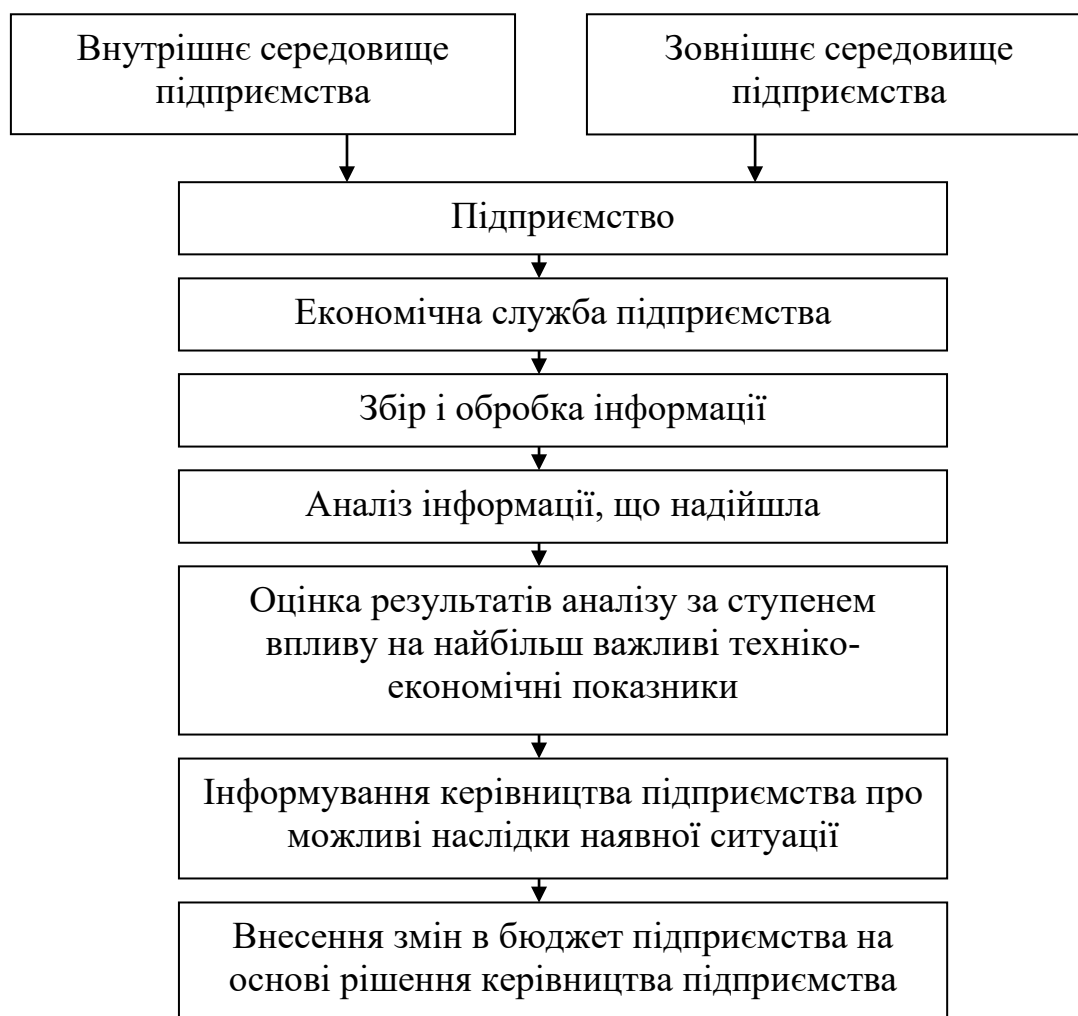 Внутрішнє середовище
підприємства
Зовнішнє середовище
підприємства
Підприємство
Економічна служба підприємства
Збір і обробка інформації
Аналіз інформації, що надійшла
Оцінка результатів аналізу за ступенем
впливу на найбільш важливі техніко-
економічні показники
Інформування керівництва підприємства про
можливі наслідки наявної ситуації
Внесення змін в бюджет підприємства на
основі рішення керівництва підприємства